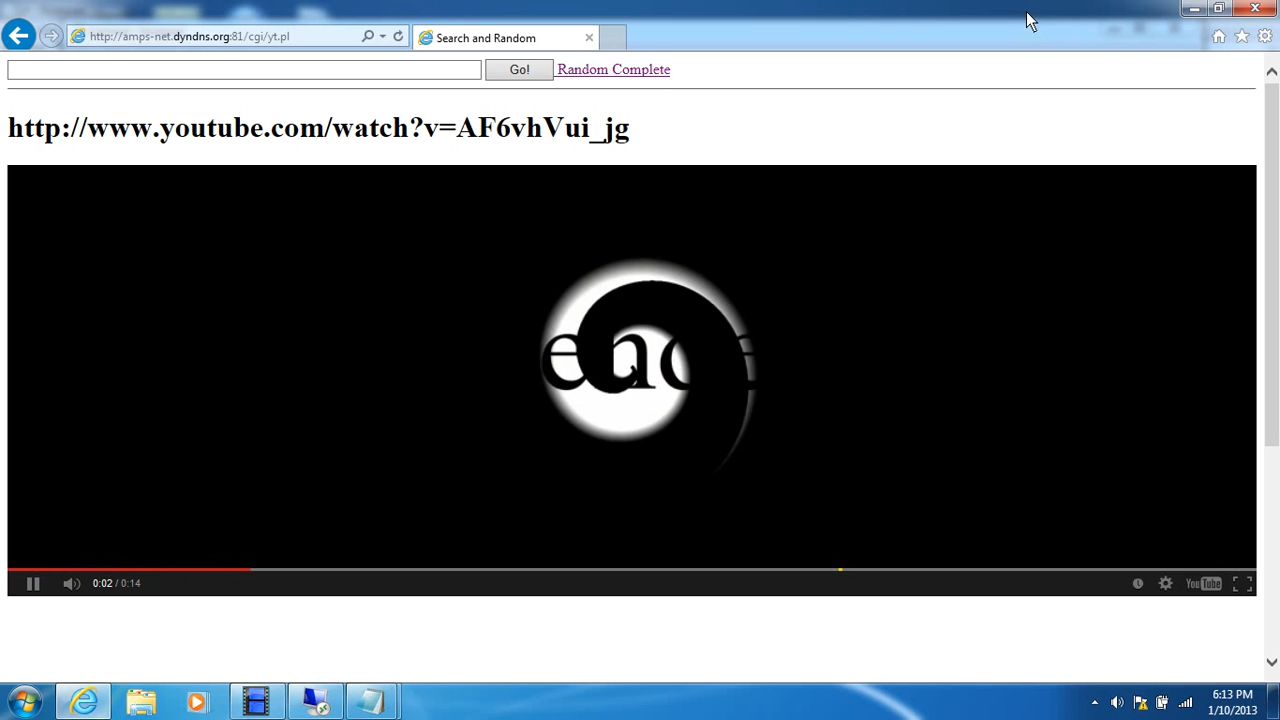 http://amps-net.dyndns.org:81/cgi/yt.pl
Search and Random
Go!
Random Complete
http://www.youtube.com/watch?v=AF6vhVui_jg
0:02 / 0:14
YouTube
6:13 PM
1/10/2013